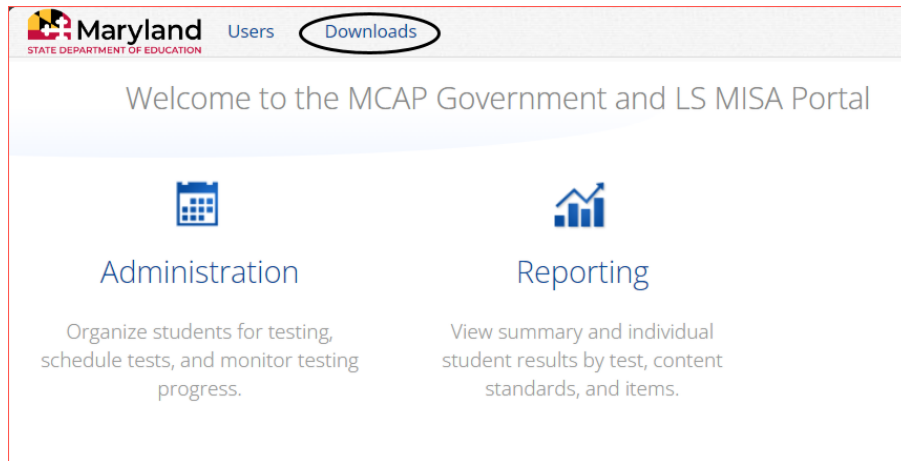 Maryland Users Downloads
STATE DEPARTMENT OF EDUCATION
Welcome to the MCAP Government and LS MISA Portal
Administration
Organize students for testing,
schedule tests, and monitor testing
progress.
Reporting
View summary and individual
student results by test, content
standards, and items.